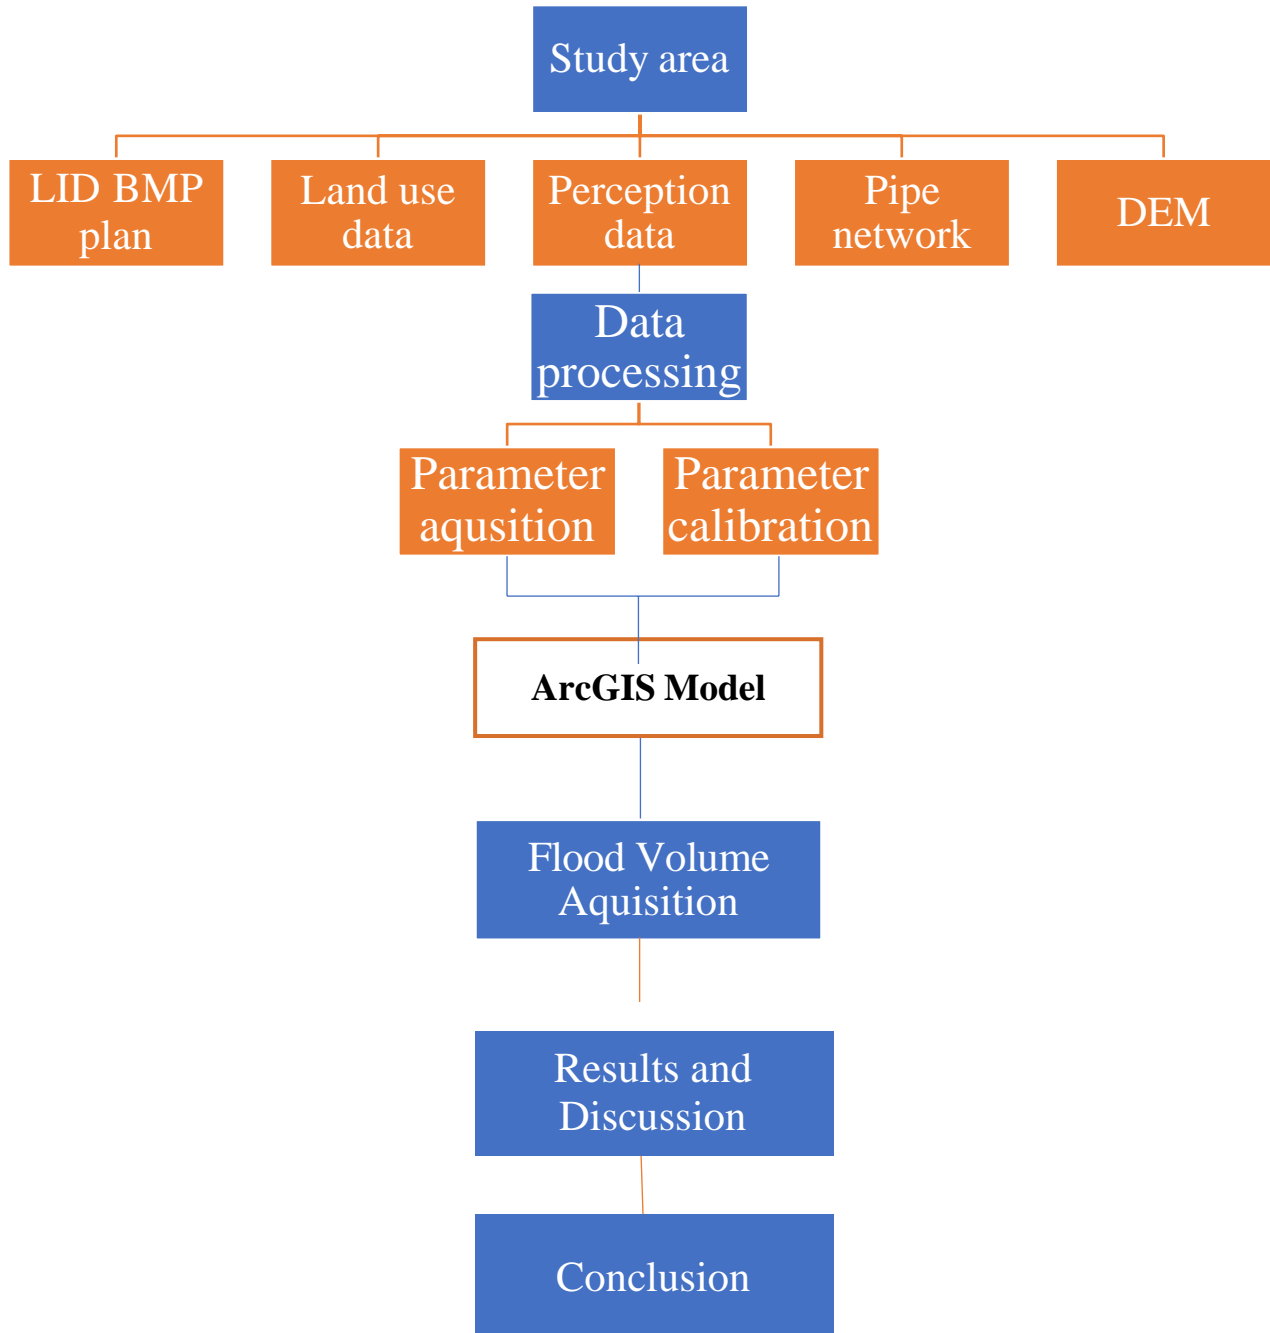 Study area
LID BMP
plan
Land use
data
Perception
data
Pipe
network
DEM
Data
processing
Parameter
aqusition
Parameter
calibration
ArcGIS Model
Flood Volume
Aquisition
Results and
Discussion
Conclusion